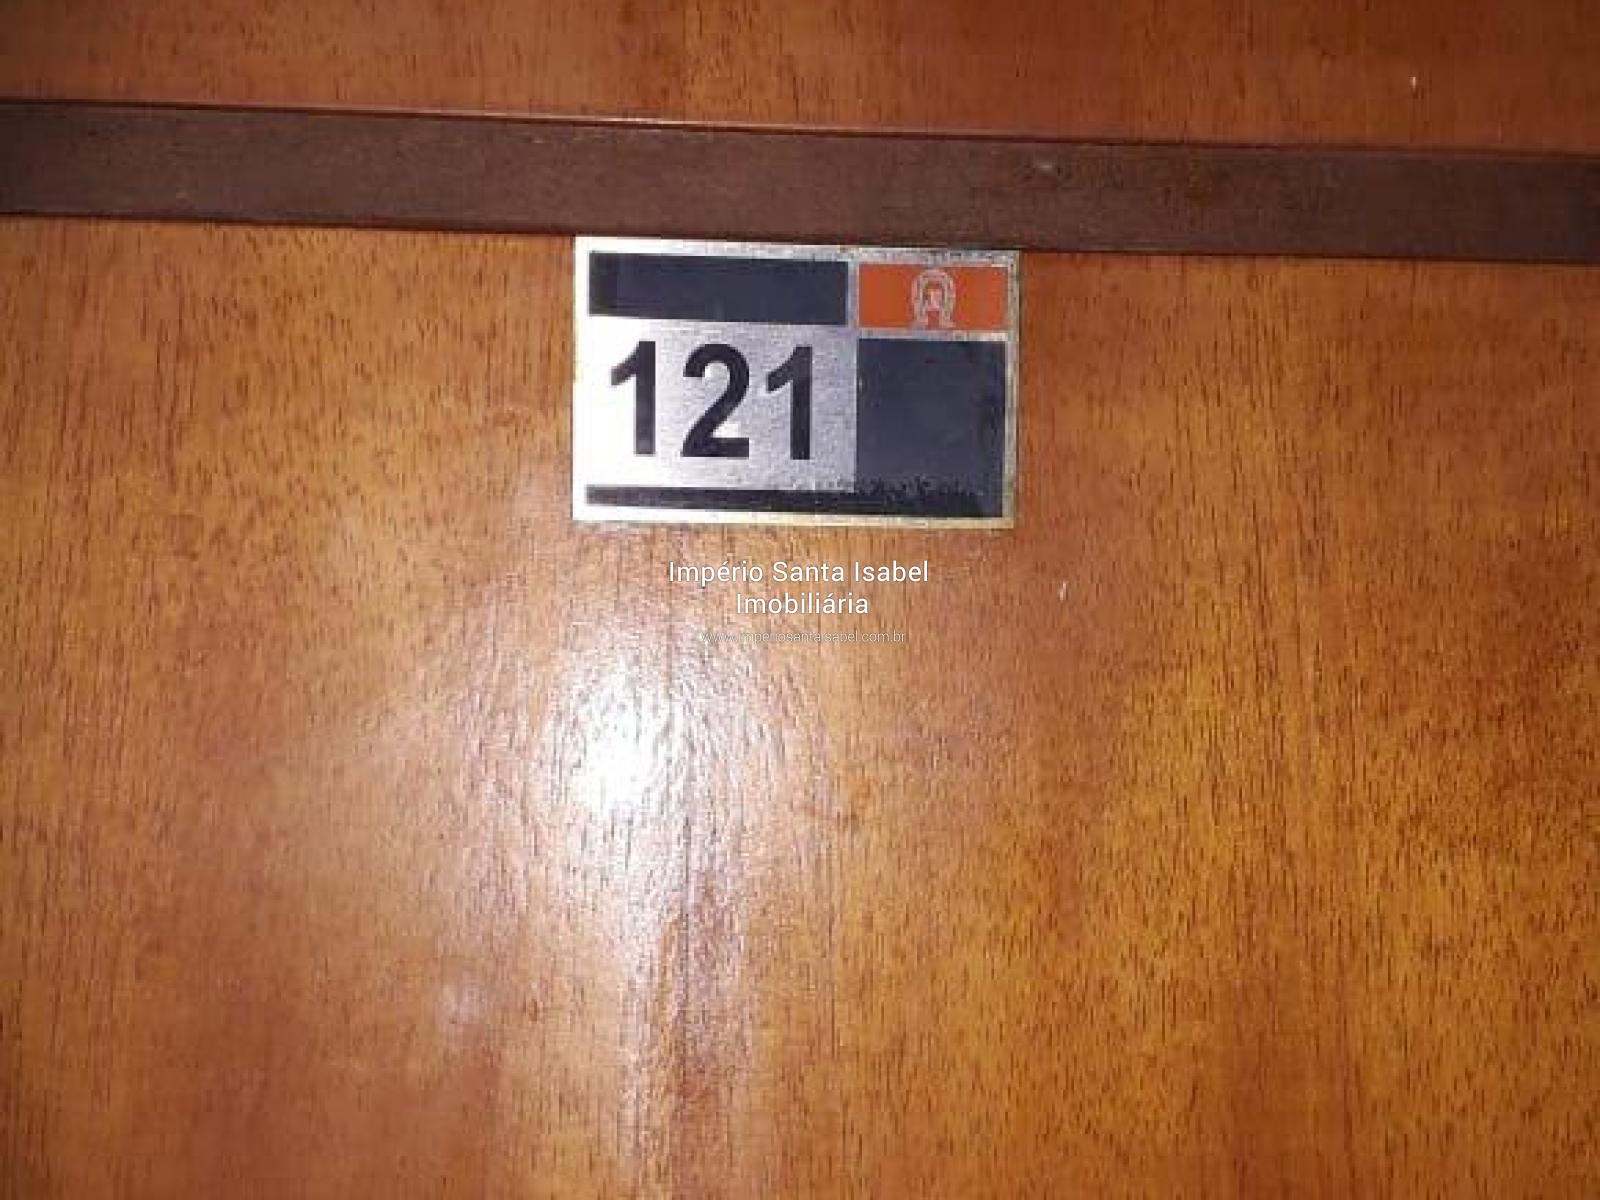 121
Império Santa Isabel
Imobiliária
www.imperiosantaisabel.com.br